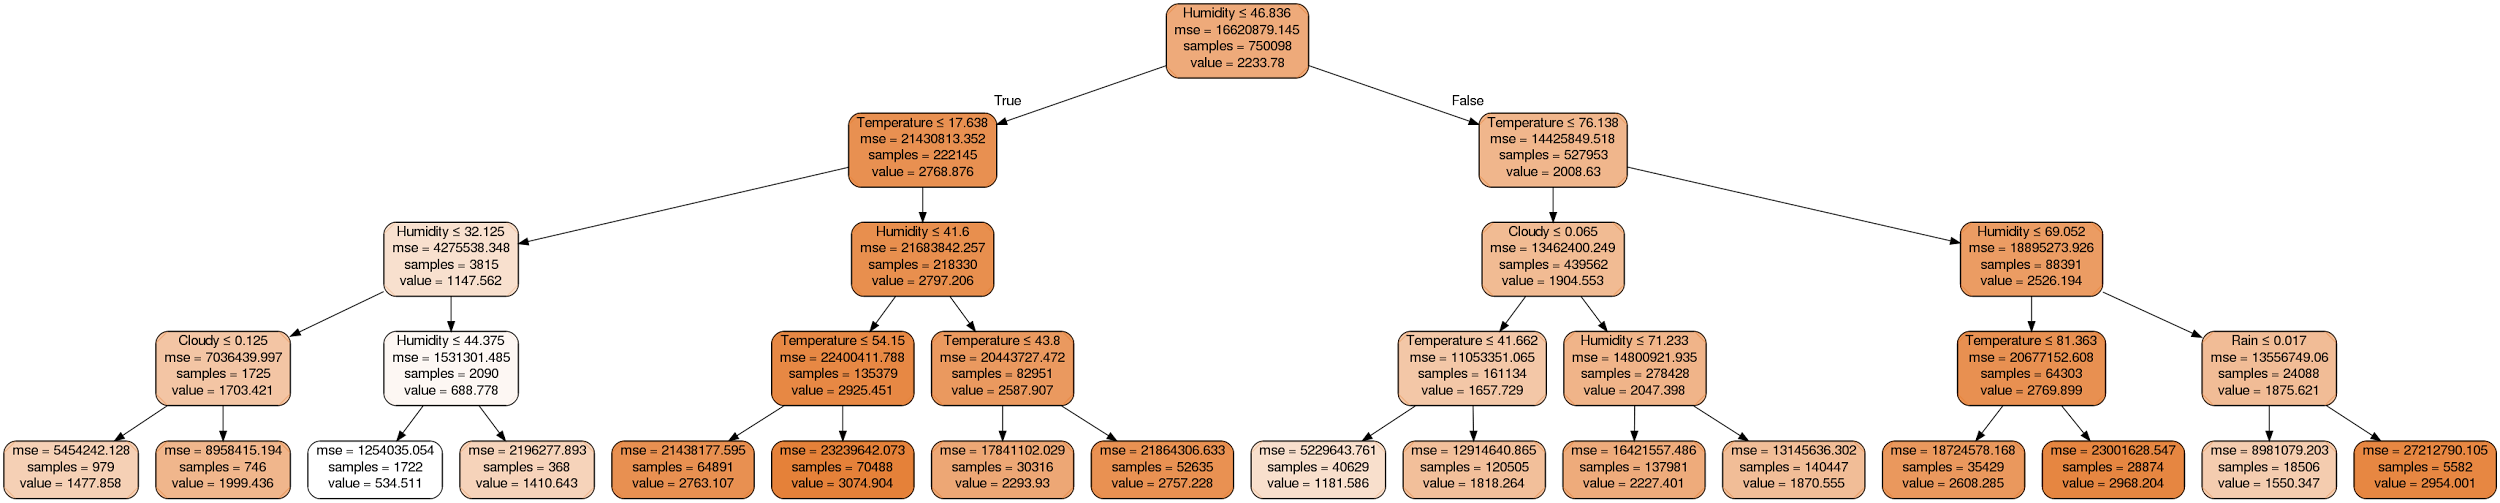 Humidity ≤ 46.836
mse = 16620879.145
samples = 750098
value = 2233.78
True
False
Temperature ≤ 17.638
mse = 21430813.352
samples = 222145
value = 2768.876
Temperature ≤ 76.138
mse = 14425849.518
samples = 527953
value = 2008.63
Humidity ≤ 32.125
mse = 4275538.348
samples = 3815
value = 1147.562
Humidity ≤ 41.6
mse = 21683842.257
samples = 218330
value = 2797.206
Cloudy ≤ 0.065
mse = 13462400.249
samples = 439562
value = 1904.553
Humidity ≤ 69.052
mse = 18895273.926
samples = 88391
value = 2526.194
Cloudy ≤ 0.125
mse = 7036439.997
samples = 1725
value = 1703.421
Humidity ≤ 44.375
mse = 1531301.485
samples = 2090
value = 688.778
Temperature ≤ 54.15
mse = 22400411.788
samples = 135379
value = 2925.451
Temperature ≤ 43.8
mse = 20443727.472
samples = 82951
value = 2587.907
Temperature ≤ 41.662
mse = 11053351.065
samples = 161134
value = 1657.729
Humidity ≤ 71.233
mse = 14800921.935
samples = 278428
value = 2047.398
Temperature ≤ 81.363
mse = 20677152.608
samples = 64303
value = 2769.899
Rain ≤ 0.017
mse = 13556749.06
samples = 24088
value = 1875.621
mse = 5454242.128
samples = 979
value = 1477.858
mse = 8958415.194
samples = 746
value = 1999.436
mse = 1254035.054
samples = 1722
value = 534.511
mse = 2196277.893
samples = 368
value = 1410.643
mse = 21438177.595
samples = 64891
value = 2763.107
mse = 23239642.073
samples = 70488
value = 3074.904
mse = 17841102.029
samples = 30316
value = 2293.93
mse = 21864306.633
samples = 52635
value = 2757.228
mse = 5229643.761
samples = 40629
value = 1181.586
mse = 12914640.865
samples = 120505
value = 1818.264
mse = 16421557.486
samples = 137981
value = 2227.401
mse = 13145636.302
samples = 140447
value = 1870.555
mse = 18724578.168
samples = 35429
value = 2608.285
mse = 23001628.547
samples = 28874
value = 2968.204
mse = 8981079.203
samples = 18506
value = 1550.347
mse = 27212790.105
samples = 5582
value = 2954.001